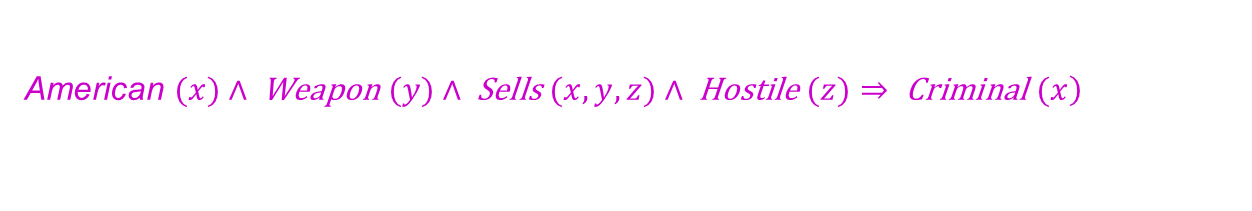 American (x) ∧ Weapon (y) ∧ Sells (x, y, z) ∧ Hostile (z) ⇒ Criminal (x)